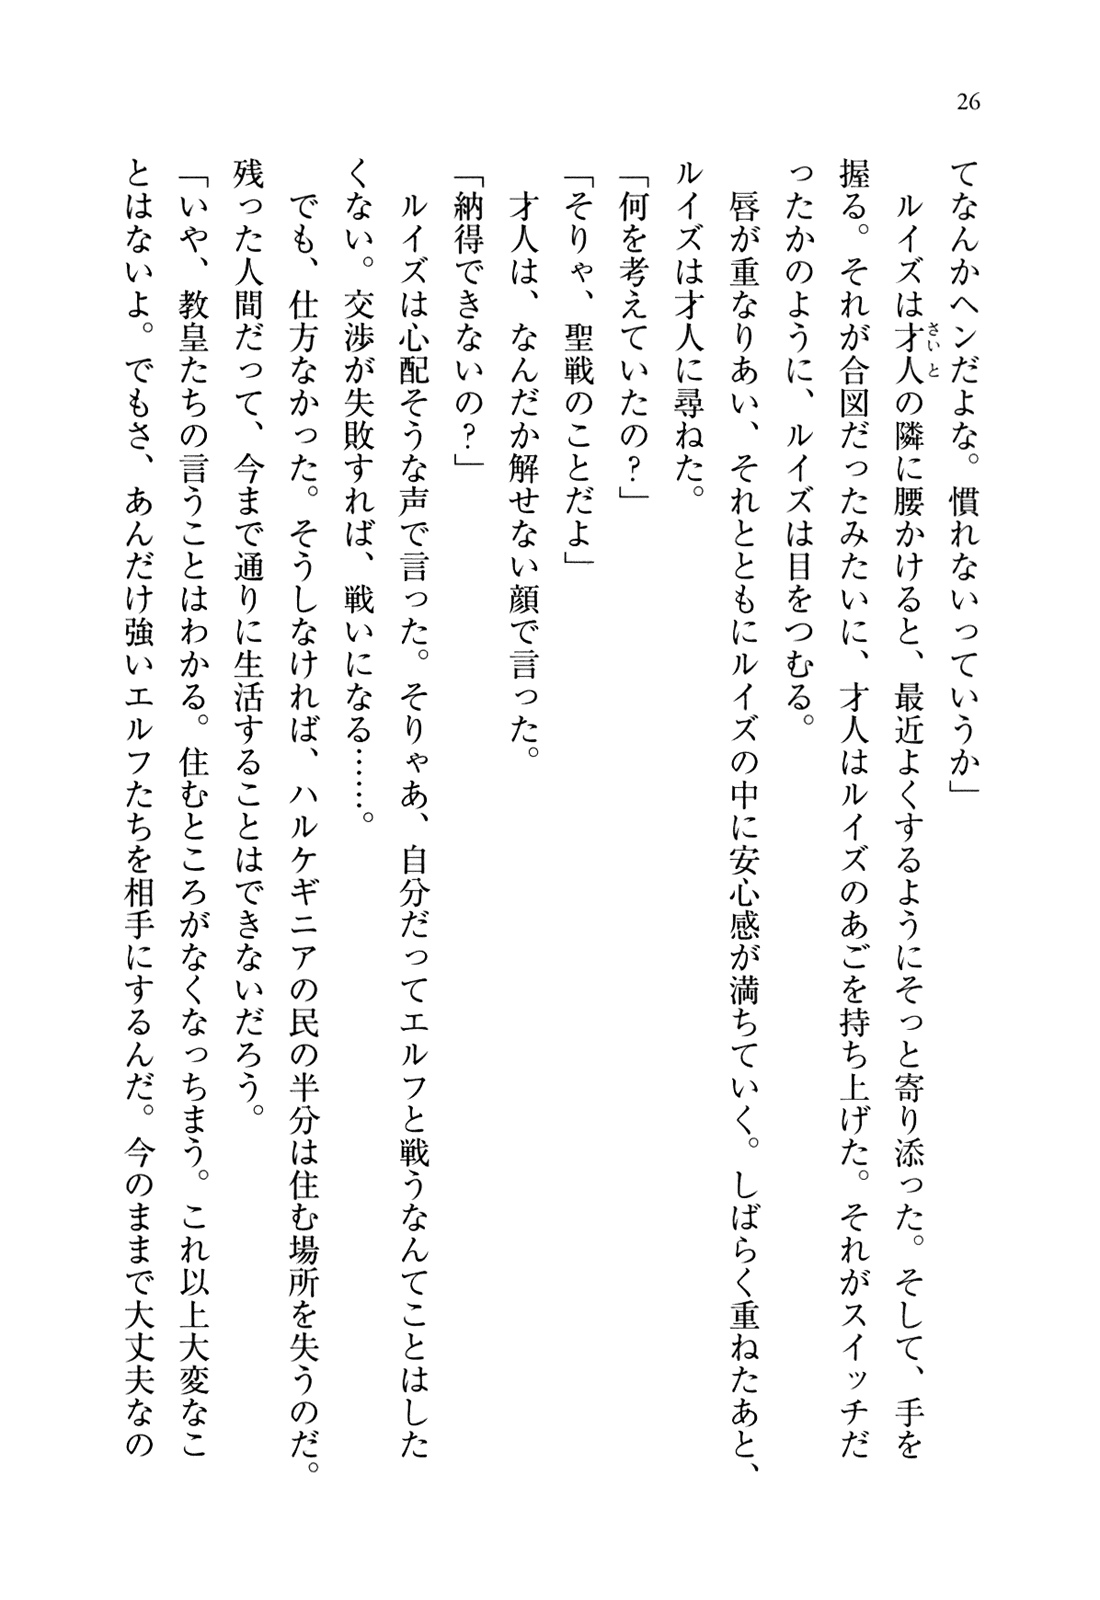 26
てなんかヘンだよな。慣れないっていうか」
ルイズは才人の隣に腰かけると、最近よくするようにそっと寄り添った。そして、手を
さいと
握る。それが合図だったみたいに、才人はルイズのあごを持ち上げた。それがスイッチだ
ったかのように、ルイズは目をつむる。
唇が重なりあい、それとともにルイズの中に安心感が満ちていく。しばらく重ねたあと、
ルイズは才人に尋ねた。
「何を考えていたの？」
「そりゃ、聖戦のことだよ」
才人は、なんだか解せない顔で言った。
「納得できないの？」
ルイズは心配そうな声で言った。そりゃあ、自分だってエルフと戦うなんてことはした
くない。交渉が失敗すれば、戦いになる……。
でも、仕方なかった。そうしなければ、ハルケギニアの民の半分は住む場所を失うのだ。
残った人間だって、今まで通りに生活することはできないだろう。
「いや、教皇たちの言うことはわかる。住むところがなくなっちまう。これ以上大変なこ
とはないよ。でもさ、あんだけ強いエルフたちを相手にするんだ。今のままで大丈夫なの